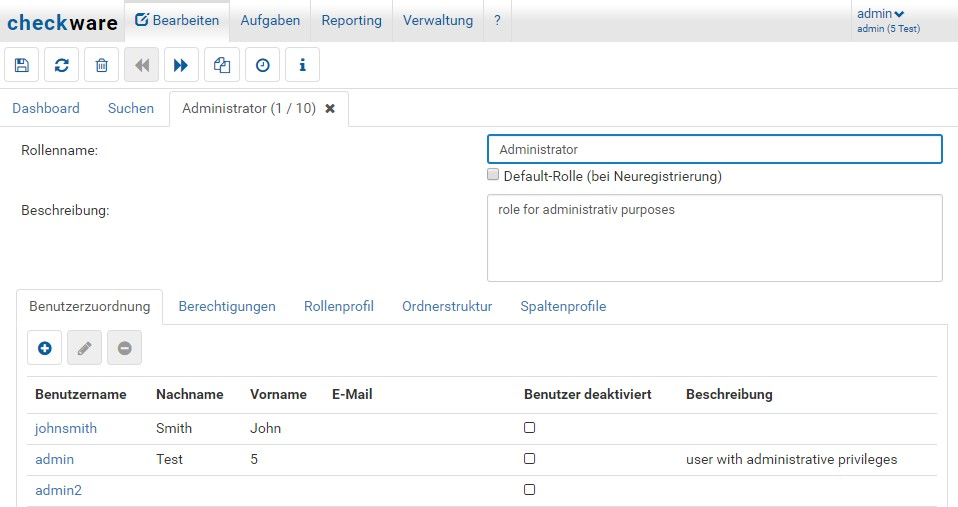 checkware Bearbeiten Aufgaben Reporting Verwaltung ? admin
admin (5 Test)
Dashboard Suchen Administrator (1 / 10)
Rollenname: Administrator
Default-Rolle (bei Neuregistrierung)
Beschreibung: role for administrativ purposes
Benutzerzuordnung Berechtigungen Rollenprofil Ordnerstruktur Spaltenprofile
Benutzername Nachname Vorname E-Mail Benutzer deaktiviert Beschreibung
johnsmith Smith John
admin Test 5 user with administrative privileges
admin2